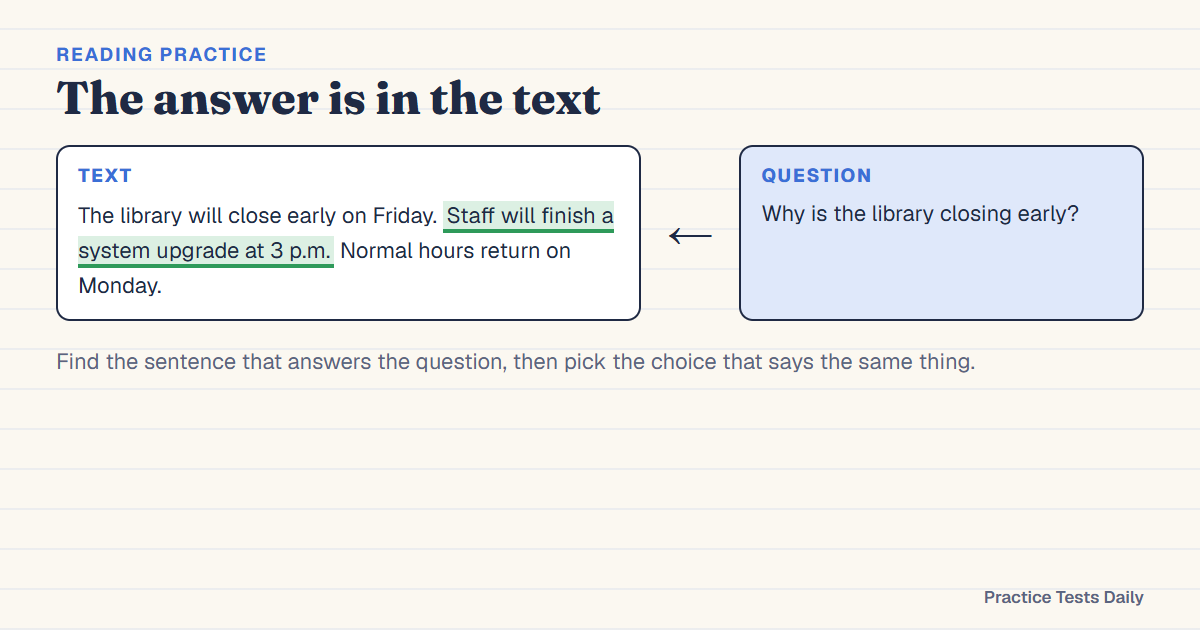 READING PRACTICE
The answer is in the text
TEXT
The library will close early on Friday. Staff will finish a
system upgrade at 3 p.m. Normal hours return on
Monday.
QUESTION
Why is the library closing early?
Find the sentence that answers the question, then pick the choice that says the same thing.
Practice Tests Daily